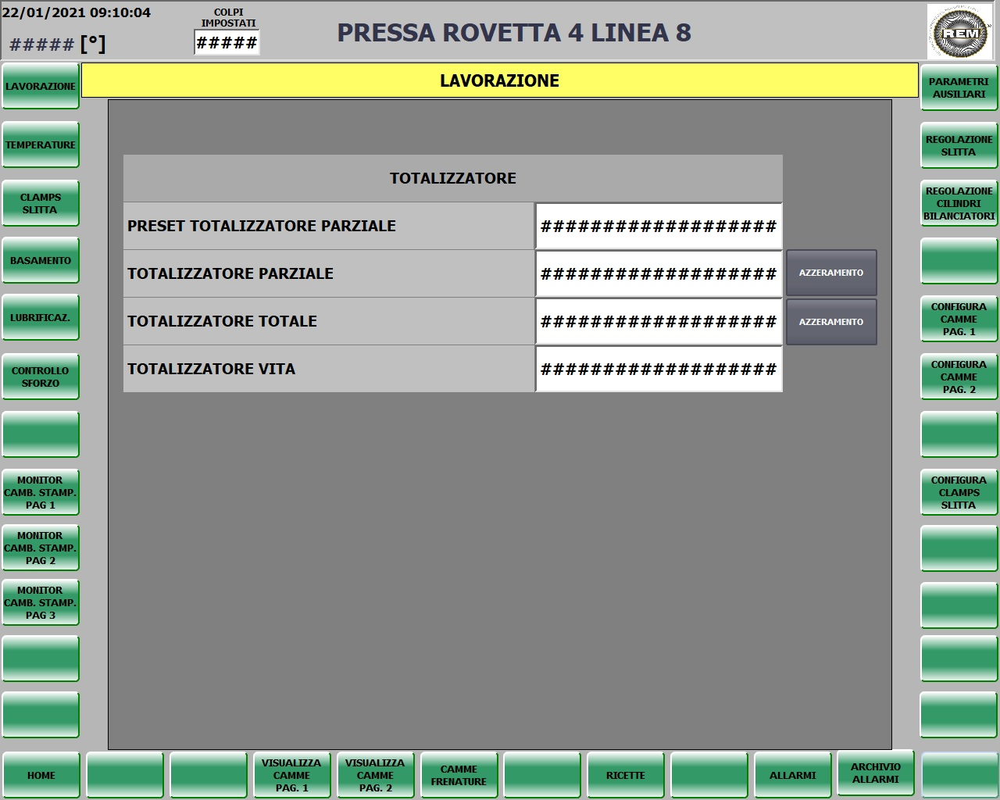 22/01/2021 09:10:04
##### [°]
COLPI
IMPOSTATI
#####
PRESSA ROVETTA 4 LINEA 8
REM
»
LAVORAZIONE
LAVORAZIONE
TEMPERATURE
CLAMPS
SLITTA
BASAMENTO
LUBRIFICAZ.
CONTROLLO
SFORZO
MONITOR
CAMB. STAMP.
PAG 1
MONITOR
CAMB. STAMP.
PAG 2
MONITOR
CAMB. STAMP.
PAG 3
TOTALIZZATORE
PRESET TOTALIZZATORE PARZIALE ###################
TOTALIZZATORE PARZIALE ################### AZZERAMENTO
TOTALIZZATORE TOTALE ################### AZZERAMENTO
TOTALIZZATORE VITA ###################
PARAMETRI
AUSILIARI
REGOLAZIONE
SLITTA
REGOLAZIONE
CILINDRI
BILANCIATORI
CONFIGURA
CAMME
PAG. 1
CONFIGURA
CAMME
PAG. 2
CONFIGURA
CLAMPS
SLITTA
HOME
VISUALIZZA
CAMME
PAG. 1
VISUALIZZA
CAMME
PAG. 2
CAMME
FRENATURE
RICETTE
ALLARMI
ARCHIVIO
ALLARMI